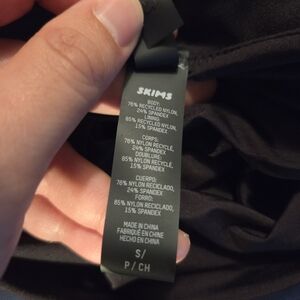 SKIMS
BODY:
76% RECYCLED NYLON,
24% SPANDEX
LINING:
85% RECYCLED NYLON,
15% SPANDEX
CORPS:
76% NYLON RECYCLÉ,
24% SPANDEX
DOUBLURE:
85% NYLON RECYCLÉ,
15% SPANDEX
CUERPO:
76% NYLON RECICLADO,
24% SPANDEX
FORRO:
85% NYLON RECICLADO,
15% SPANDEX
MADE IN CHINA
FABRIQUÉ EN CHINE
HECHO EN CHINA
S/
P / CH